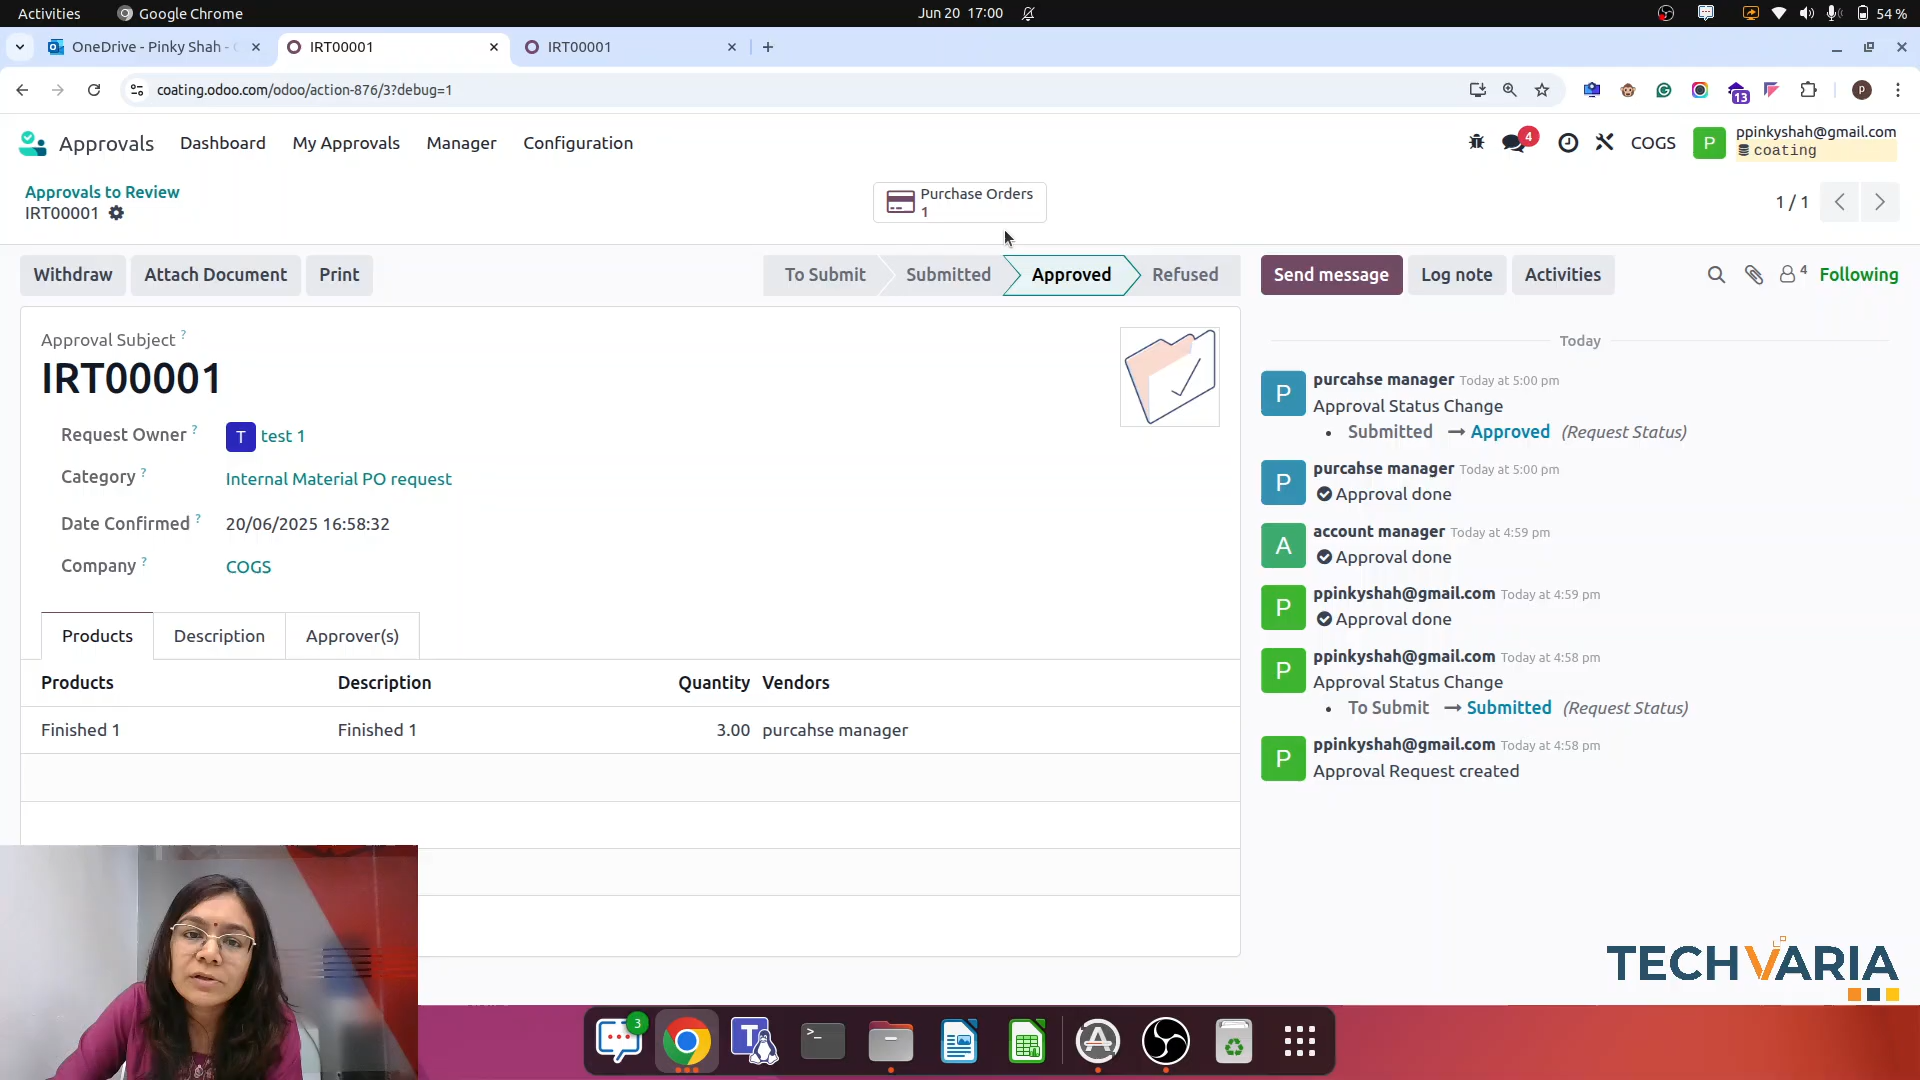 Activities Google Chrome Jun 20 17:00 54 %
OneDrive - Pinky Shah - IRT00001 IRT00001
coating.odoo.com/odoo/action-876/3?debug=1
13
P
Approvals Dashboard My Approvals Manager Configuration 4 COGS P ppinkyshah@gmail.com
coating
Approvals to Review
IRT00001
Purchase Orders
1
1 / 1
Withdraw Attach Document Print To Submit Submitted Approved Refused Send message Log note Activities 4 Following
Approval Subject ?
IRT00001
Request Owner ? T test 1
Category ? Internal Material PO request
Date Confirmed ? 20/06/2025 16:58:32
Company ? COGS
Products Description Approver(s)
Products Description Quantity Vendors
Finished 1 Finished 1 3.00 purcahse manager
Today
P purcahse manager Today at 5:00 pm
Approval Status Change
• Submitted → Approved (Request Status)
P purcahse manager Today at 5:00 pm
Approval done
A account manager Today at 4:59 pm
Approval done
P ppinkyshah@gmail.com Today at 4:59 pm
Approval done
P ppinkyshah@gmail.com Today at 4:58 pm
Approval Status Change
• To Submit → Submitted (Request Status)
P ppinkyshah@gmail.com Today at 4:58 pm
Approval Request created
TECHVARIA
3
T